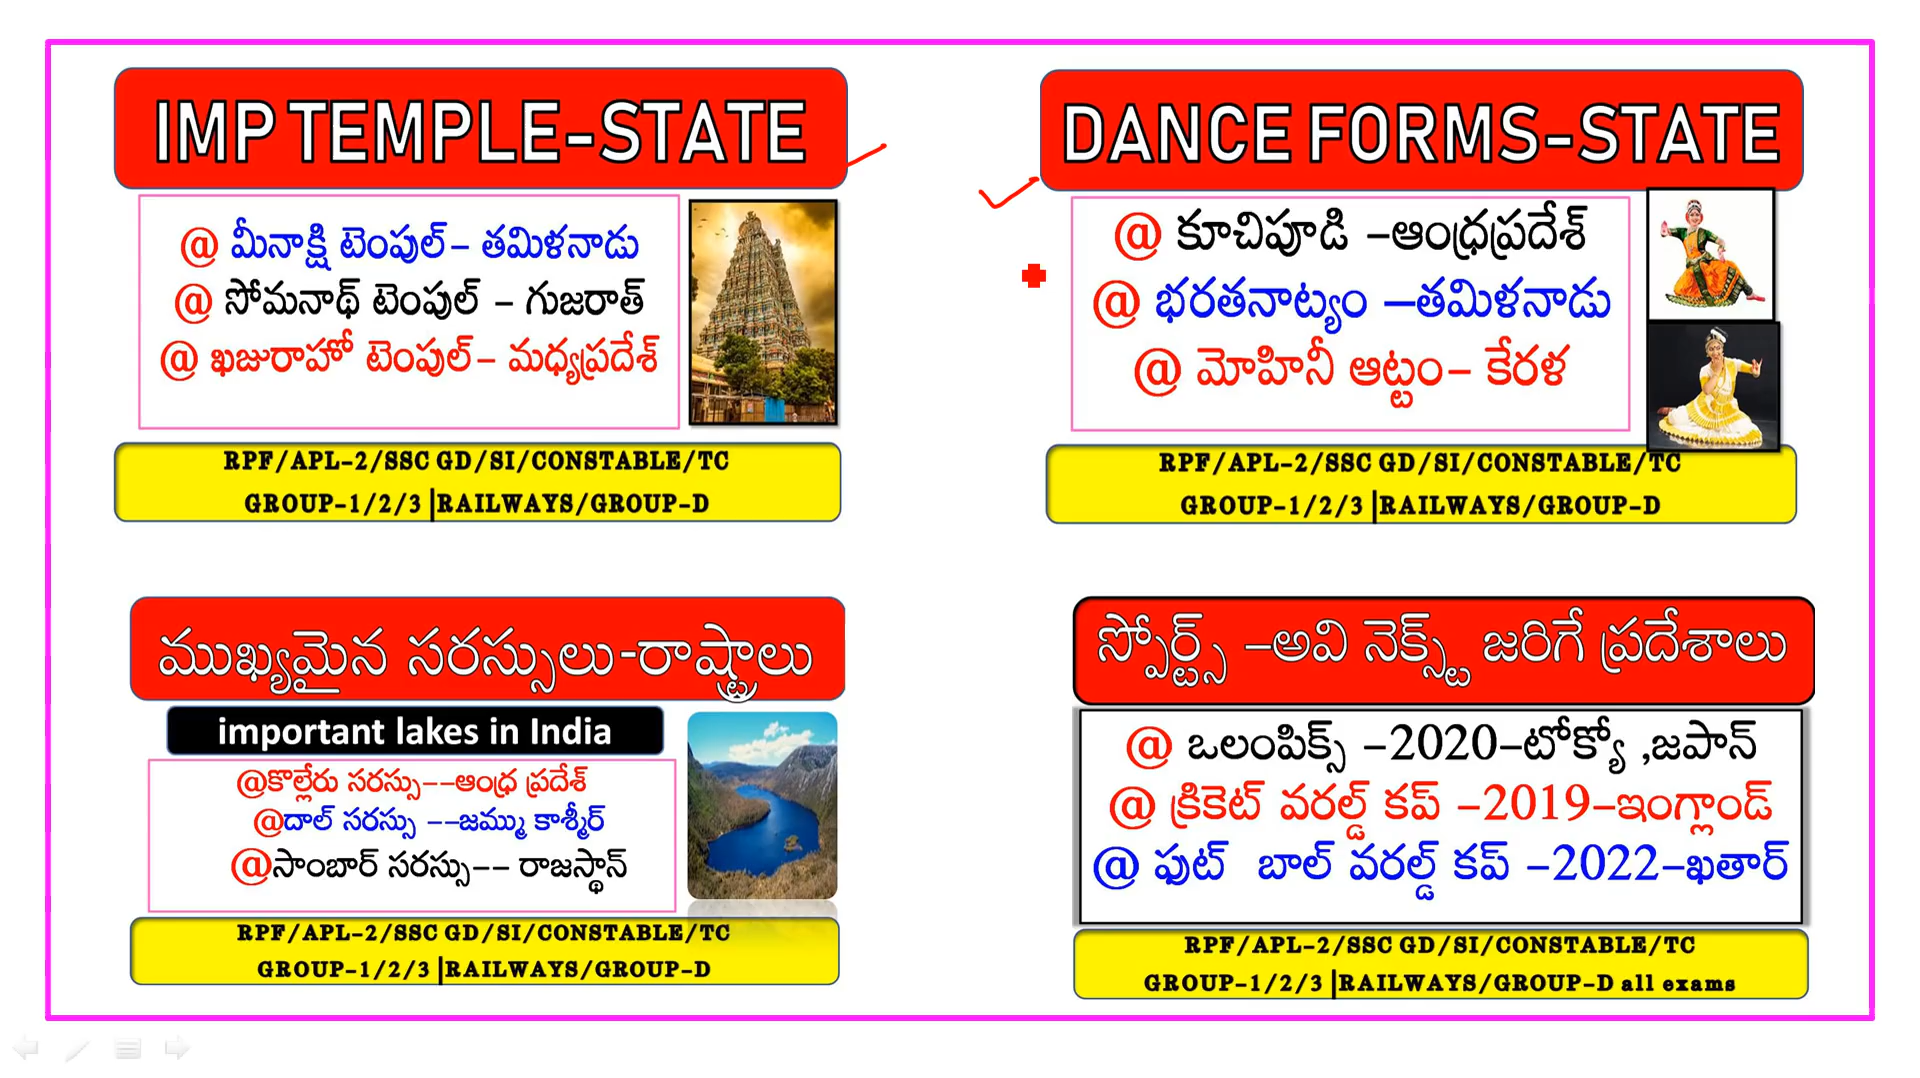 IMP TEMPLE-STATE
@ మీనాక్షి టెంపుల్- తమిళనాడు
@ సోమనాథ్ టెంపుల్ - గుజరాత్
@ ఖజురాహో టెంపుల్- మధ్యప్రదేశ్
RPF/APL-2/SSC GD/SI/CONSTABLE/TC
GROUP-1/2/3 |RAILWAYS/GROUP-D
DANCE FORMS-STATE
@ కూచిపూడి -ఆంధ్రప్రదేశ్
@ భరతనాట్యం –తమిళనాడు
@ మోహినీ ఆట్టం- కేరళ
RPF/APL-2/SSC GD/SI/CONSTABLE/TC
GROUP-1/2/3 |RAILWAYS/GROUP-D
ముఖ్యమైన సరస్సులు-రాష్ట్రాలు
important lakes in India
@కొల్లేరు సరస్సు--ఆంధ్ర ప్రదేశ్
@దాల్ సరస్సు --జమ్ము కాశ్మీర్
@సాంబార్ సరస్సు-- రాజస్థాన్
RPF/APL-2/SSC GD/SI/CONSTABLE/TC
GROUP-1/2/3 |RAILWAYS/GROUP-D
స్పోర్ట్స్ -అవి నెక్స్ట్ జరిగే ప్రదేశాలు
@ ఒలంపిక్స్ -2020-టోక్యో ,జపాన్
@ క్రికెట్ వరల్డ్ కప్ -2019-ఇంగ్లాండ్
@ ఫుట్ బాల్ వరల్డ్ కప్ -2022-ఖతార్
RPF/APL-2/SSC GD/SI/CONSTABLE/TC
GROUP-1/2/3 |RAILWAYS/GROUP-D all exams